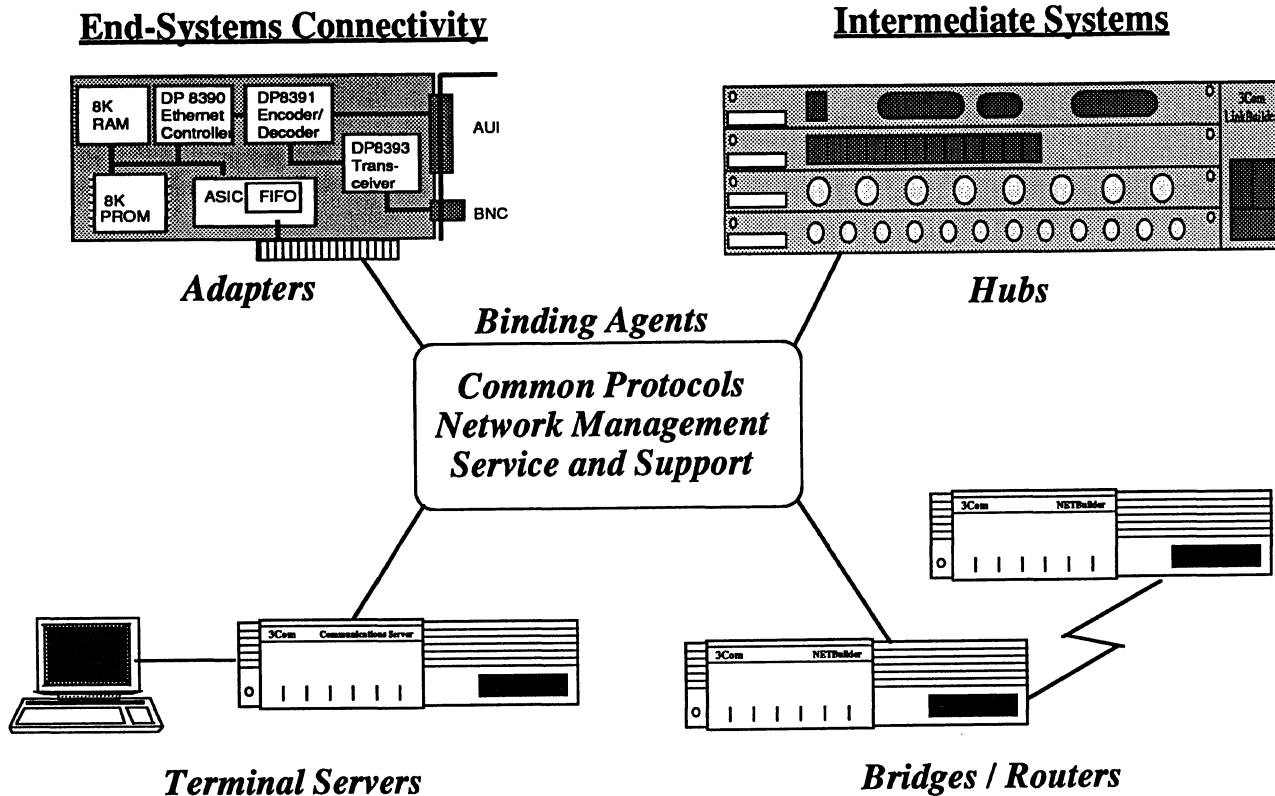 End-Systems Connectivity
Intermediate Systems
8K
RAM
DP 8390
Ethernet
Controller
DP8391
Encoder/
Decoder
DP8393
Trans-
ceiver
8K
PROM
ASIC
FIFO
AUI
BNC
3Com
LinkBuilder
Adapters
Hubs
Binding Agents
Common Protocols
Network Management
Service and Support
3Com NETBuilder
3Com Communications Server
3Com NETBuilder
Terminal Servers
Bridges / Routers